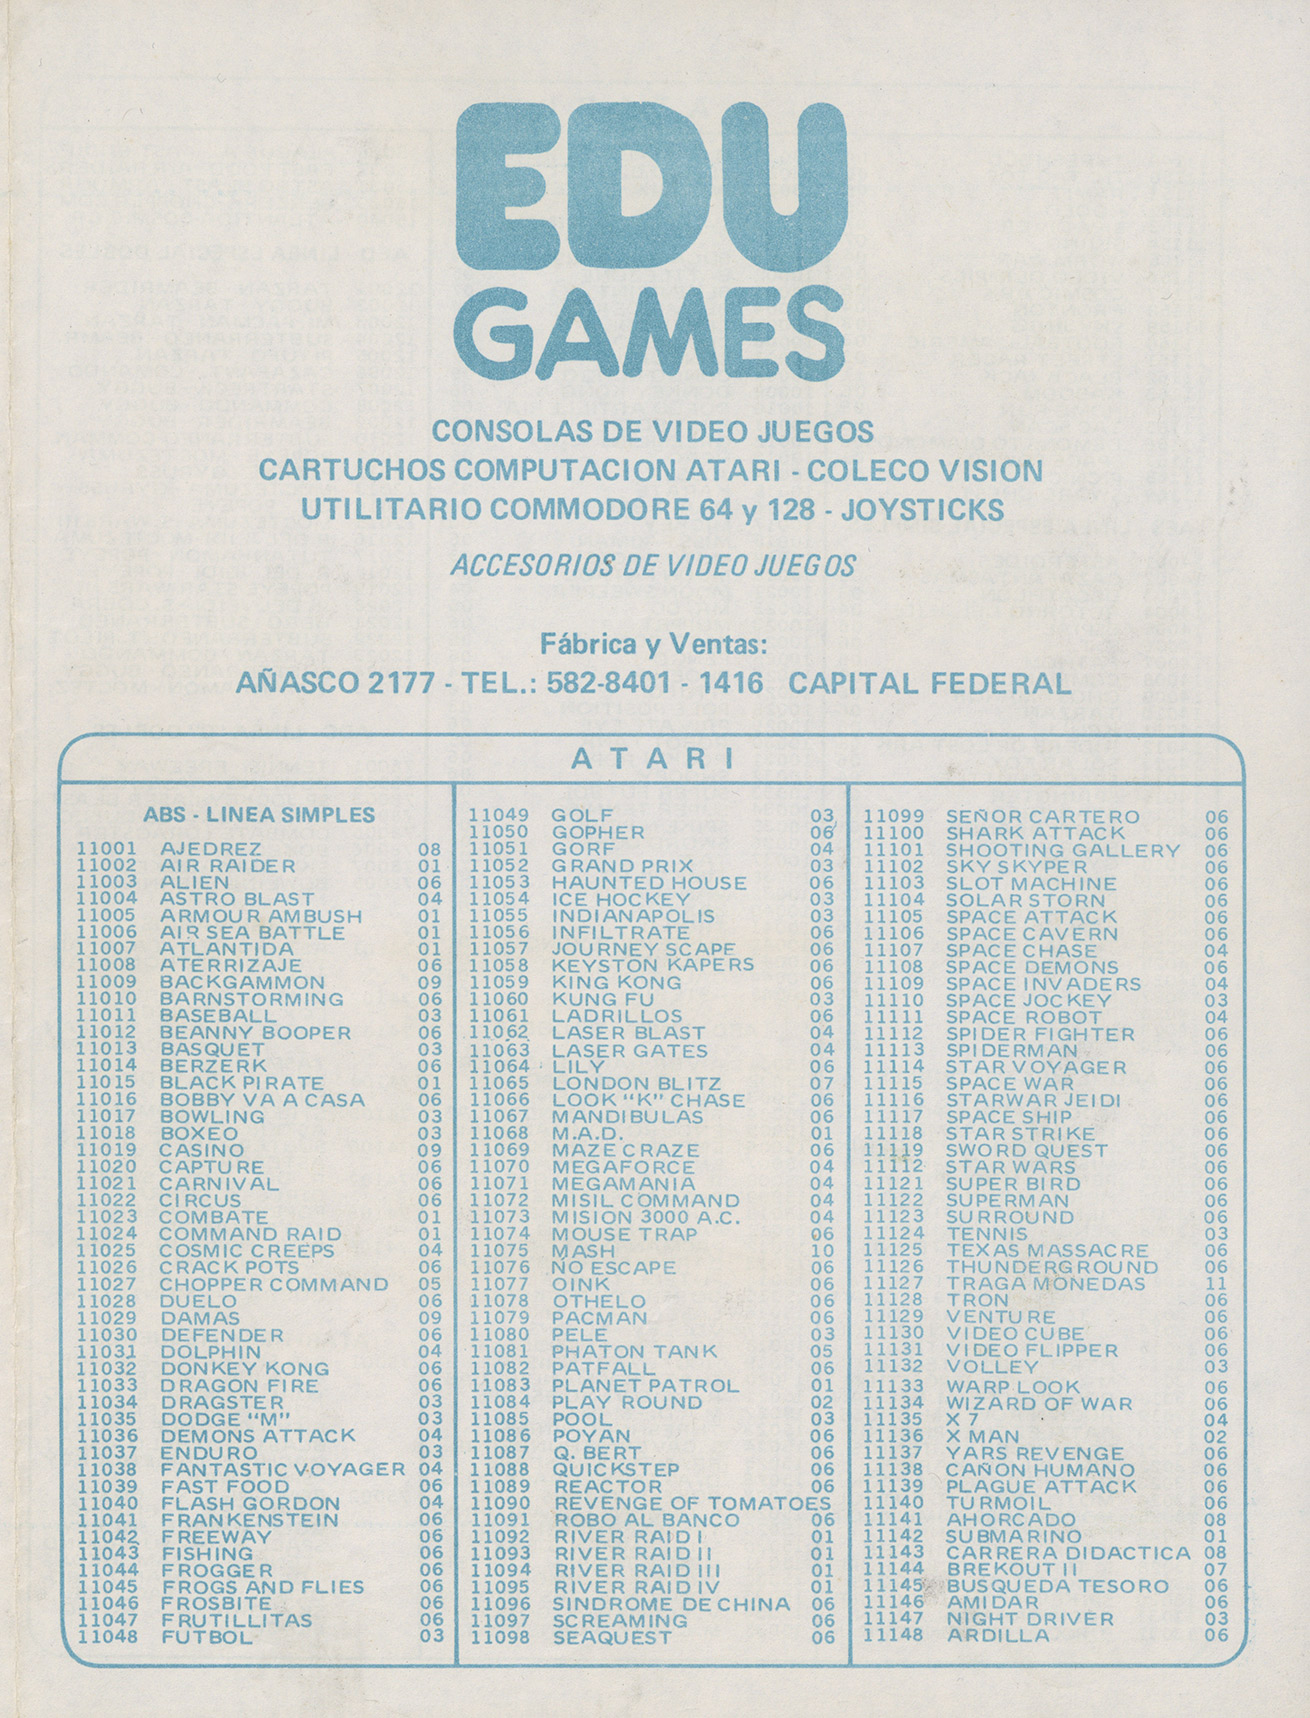 EDU
GAMES
CONSOLAS DE VIDEO JUEGOS
CARTUCHOS COMPUTACION ATARI - COLECO VISION
UTILITARIO COMMODORE 64 y 128 - JOYSTICKS
ACCESORIOS DE VIDEO JUEGOS
Fábrica y Ventas:
AÑASCO 2177 - TEL.: 582-8401 - 1416 CAPITAL FEDERAL
ATARI
ABS - LINEA SIMPLES
11001 AJEDREZ 08
11002 AIR RAIDER 01
11003 ALIEN 06
11004 ASTRO BLAST 04
11005 ARMOUR AMBUSH 01
11006 AIR SEA BATTLE 01
11007 ATLANTIDA 01
11008 ATERRIZAJE 06
11009 BACKGAMMON 09
11010 BARNSTORMING 06
11011 BASEBALL 03
11012 BEANNY BOOPER 06
11013 BASQUET 03
11014 BERZERK 06
11015 BLACK PIRATE 01
11016 BOBBY VA A CASA 06
11017 BOWLING 03
11018 BOXEO 03
11019 CASINO 09
11020 CAPTURE 06
11021 CARNIVAL 06
11022 CIRCUS 06
11023 COMBATE 01
11024 COMMAND RAID 01
11025 COSMIC CREEPS 04
11026 CRACK POTS 06
11027 CHOPPER COMMAND 05
11028 DUELO 06
11029 DAMAS 09
11030 DEFENDER 06
11031 DOLPHIN 04
11032 DONKEY KONG 06
11033 DRAGON FIRE 06
11034 DRAGSTER 03
11035 DODGE "M" 03
11036 DEMONS ATTACK 04
11037 ENDURO 03
11038 FANTASTIC VOYAGER 04
11039 FAST FOOD 06
11040 FLASH GORDON 04
11041 FRANKENSTEIN 06
11042 FREEWAY 06
11043 FISHING 06
11044 FROGGER 06
11045 FROGS AND FLIES 06
11046 FROSBITE 06
11047 FRUTILLITAS 06
11048 FUTBOL 03
11049 GOLF 03
11050 GOPHER 06
11051 GORF 04
11052 GRAND PRIX 03
11053 HAUNTED HOUSE 06
11054 ICE HOCKEY 03
11055 INDIANAPOLIS 03
11056 INFILTRATE 06
11057 JOURNEY SCAPE 06
11058 KEYSTON KAPERS 06
11059 KING KONG 06
11060 KUNG FU 03
11061 LADRILLOS 06
11062 LASER BLAST 04
11063 LASER GATES 04
11064 LILY 06
11065 LONDON BLITZ 07
11066 LOOK "K" CHASE 06
11067 MANDIBULAS 06
11068 M.A.D. 01
11069 MAZE CRAZE 06
11070 MEGAFORCE 04
11071 MEGAMANIA 04
11072 MISIL COMMAND 04
11073 MISION 3000 A.C. 04
11074 MOUSE TRAP 06
11075 MASH 10
11076 NO ESCAPE 06
11077 OINK 06
11078 OTHELO 06
11079 PACMAN 06
11080 PELE 03
11081 PHATON TANK 05
11082 PATFALL 06
11083 PLANET PATROL 01
11084 PLAY ROUND 02
11085 POOL 03
11086 POYAN 06
11087 Q. BERT 06
11088 QUICKSTEP 06
11089 REACTOR 06
11090 REVENGE OF TOMATOES
11091 ROBO AL BANCO 06
11092 RIVER RAID I 01
11093 RIVER RAID II 01
11094 RIVER RAID III 01
11095 RIVER RAID IV 01
11096 SINDROME DE CHINA 06
11097 SCREAMING 06
11098 SEAQUEST 06
11099 SEÑOR CARTERO 06
11100 SHARK ATTACK 06
11101 SHOOTING GALLERY 06
11102 SKY SKYPER 06
11103 SLOT MACHINE 06
11104 SOLAR STORN 06
11105 SPACE ATTACK 06
11106 SPACE CAVERN 06
11107 SPACE CHASE 04
11108 SPACE DEMONS 06
11109 SPACE INVADERS 04
11110 SPACE JOCKEY 03
11111 SPACE ROBOT 04
11112 SPIDER FIGHTER 06
11113 SPIDERMAN 06
11114 STAR VOYAGER 06
11115 SPACE WAR 06
11116 STARWAR JEIDI 06
11117 SPACE SHIP 06
11118 STAR STRIKE 06
11119 SWORD QUEST 06
11112 STAR WARS 06
11121 SUPER BIRD 06
11122 SUPERMAN 06
11123 SURROUND 06
11124 TENNIS 03
11125 TEXAS MASSACRE 06
11126 THUNDERGROUND 06
11127 TRAGA MONEDAS 11
11128 TRON 06
11129 VENTURE 06
11130 VIDEO CUBE 06
11131 VIDEO FLIPPER 06
11132 VOLLEY 03
11133 WARP LOOK 06
11134 WIZARD OF WAR 06
11135 X 7 04
11136 X MAN 02
11137 YARS REVENGE 06
11138 CAÑON HUMANO 06
11139 PLAGUE ATTACK 06
11140 TURMOIL 06
11141 AHORCADO 08
11142 SUBMARINO 01
11143 CARRERA DIDACTICA 08
11144 BREKOUT II 07
11145 BUSQUEDA TESORO 06
11146 AMIDAR 06
11147 NIGHT DRIVER 03
11148 ARDILLA 06